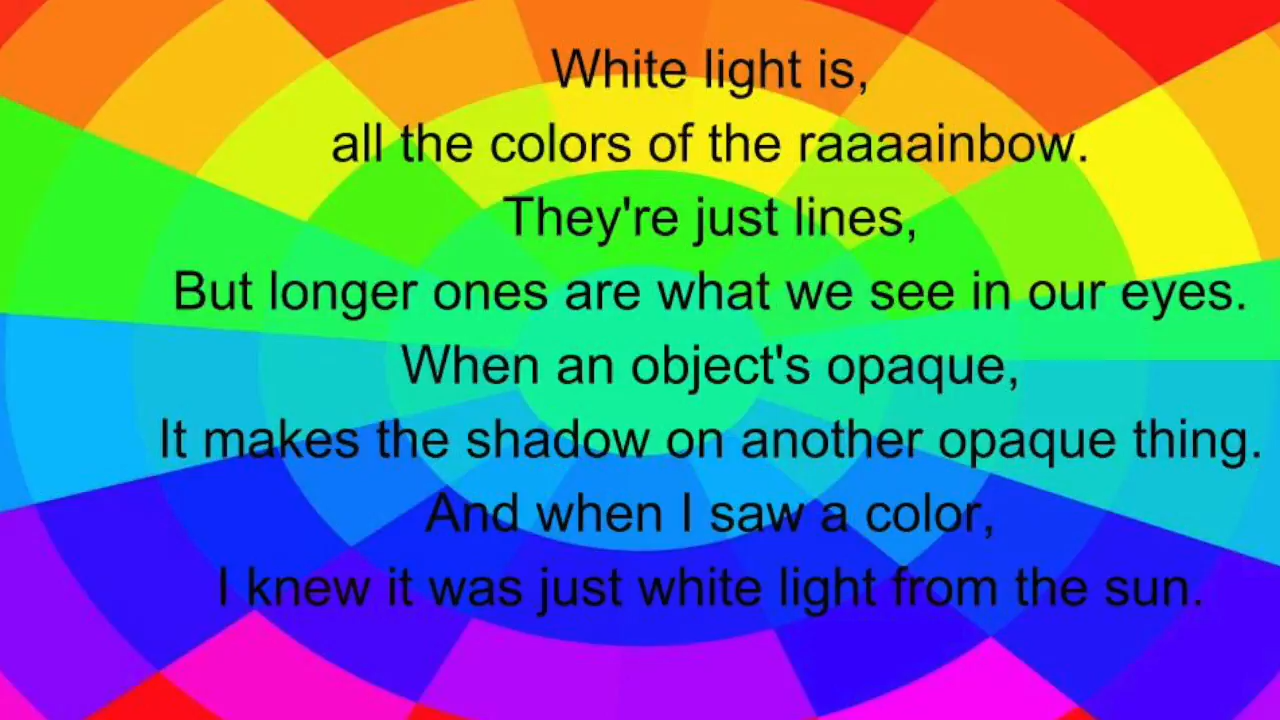 White light is,
all the colors of the raaaainbow.
They're just lines,
But longer ones are what we see in our eyes.
When an object's opaque,
It makes the shadow on another opaque thing.
And when I saw a color,
I knew it was just white light from the sun.